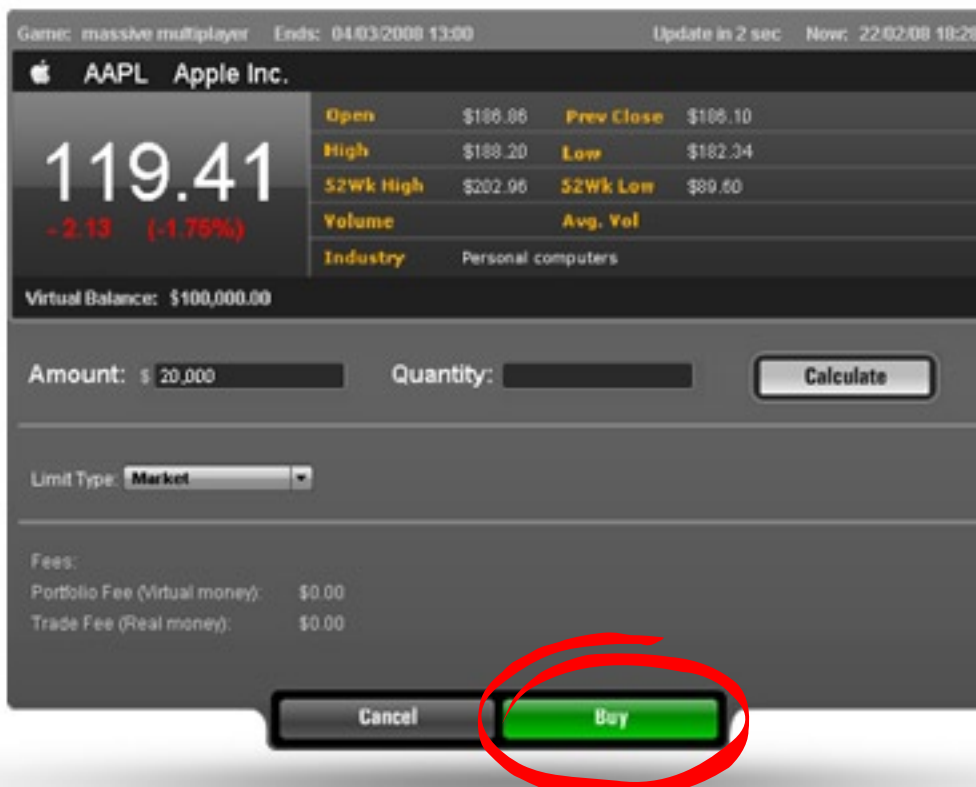 Game: massive multiplayer Ends: 04/03/2008 13:00 Update in 2 sec Now: 22/02/08 18:28
AAPL Apple Inc.
119.41
-2.13 (-1.75%)
Open $186.86 Prev Close $186.10
High $188.20 Low $182.34
52Wk High $202.96 52Wk Low $89.60
Volume Avg. Vol
Industry Personal computers
Virtual Balance: $100,000.00
Amount: $ 20,000 Quantity: Calculate
Limit Type: Market
Fees:
Portfolio Fee (Virtual money): $0.00
Trade Fee (Real money): $0.00
Cancel Buy